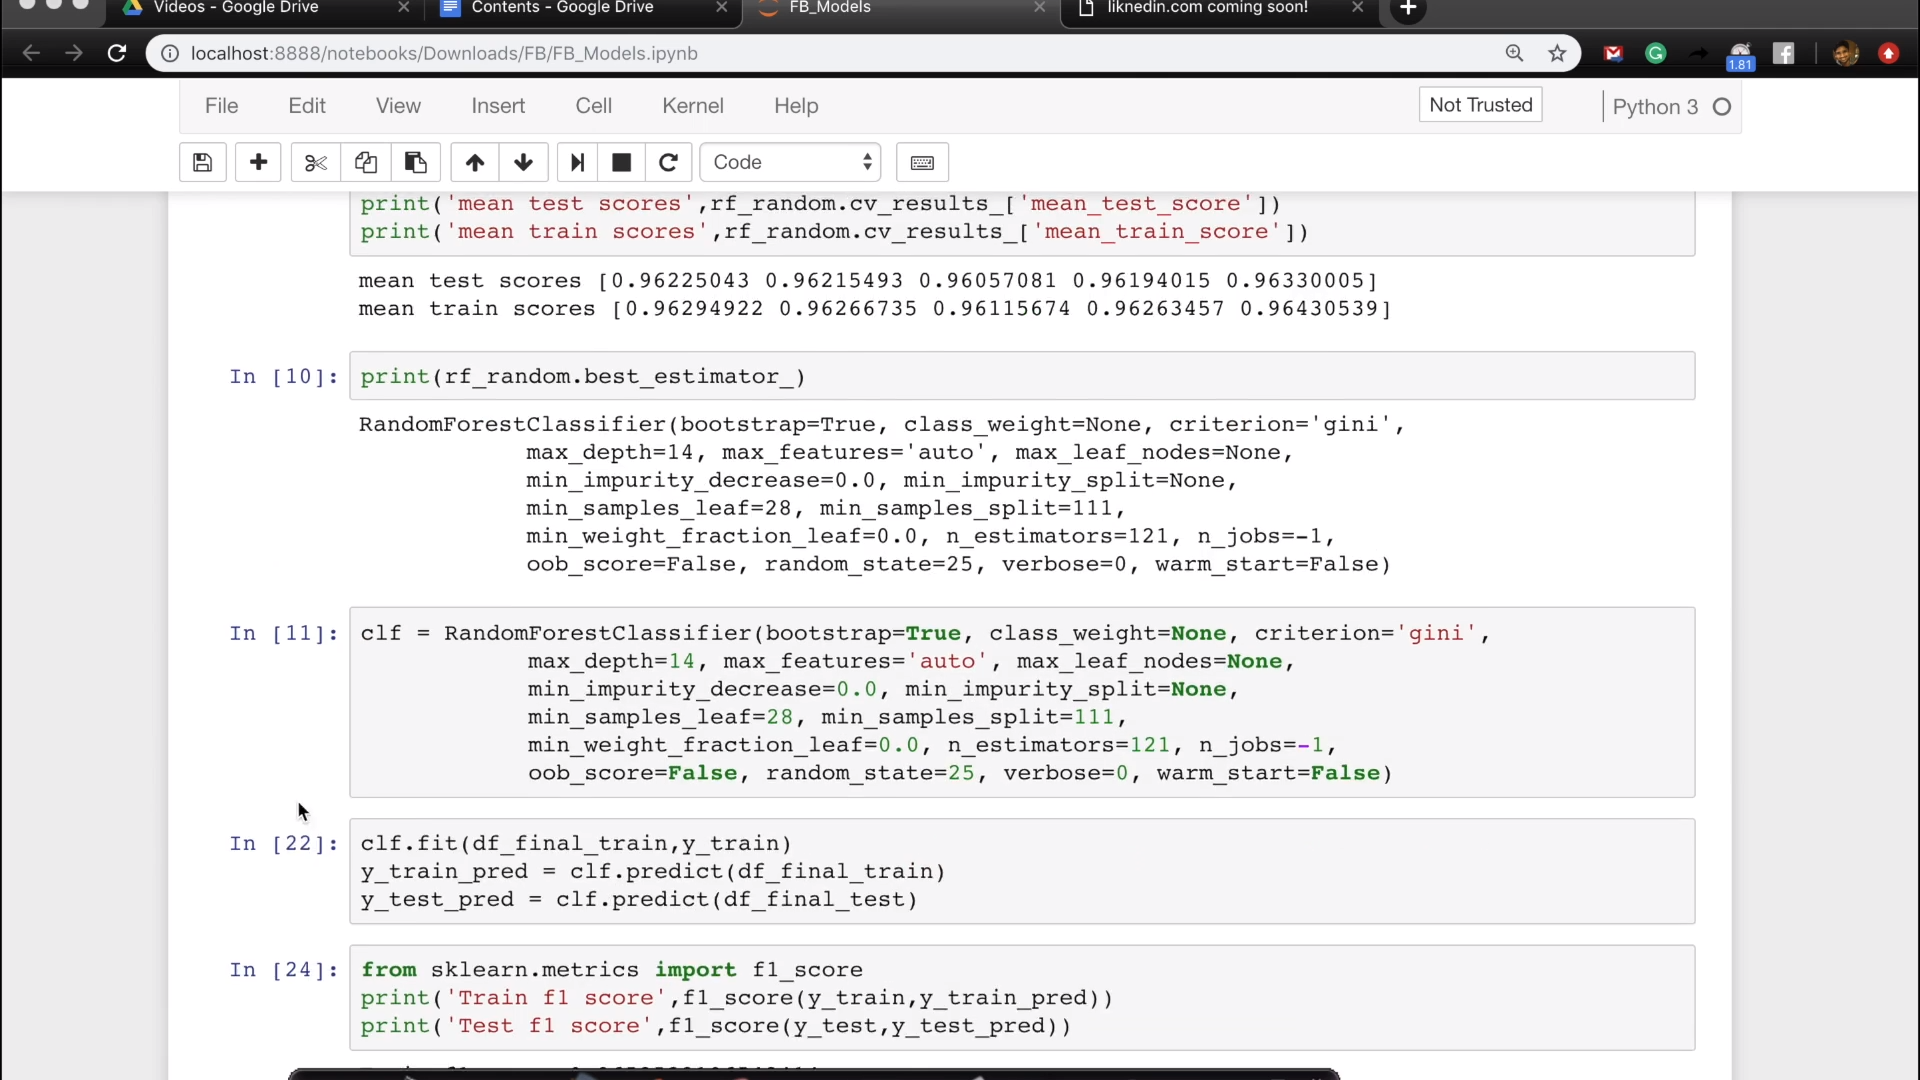 Videos - Google Drive
Contents - Google Drive
FB_Models
liknedin.com coming soon!
localhost:8888/notebooks/Downloads/FB/FB_Models.ipynb
1.81
File Edit View Insert Cell Kernel Help
Not Trusted
Python 3
Code
print('mean test scores',rf_random.cv_results_['mean_test_score'])
print('mean train scores',rf_random.cv_results_['mean_train_score'])
mean test scores [0.96225043 0.96215493 0.96057081 0.96194015 0.96330005]
mean train scores [0.96294922 0.96266735 0.96115674 0.96263457 0.96430539]
In [10]: print(rf_random.best_estimator_)
RandomForestClassifier(bootstrap=True, class_weight=None, criterion='gini',
max_depth=14, max_features='auto', max_leaf_nodes=None,
min_impurity_decrease=0.0, min_impurity_split=None,
min_samples_leaf=28, min_samples_split=111,
min_weight_fraction_leaf=0.0, n_estimators=121, n_jobs=-1,
oob_score=False, random_state=25, verbose=0, warm_start=False)
In [11]: clf = RandomForestClassifier(bootstrap=True, class_weight=None, criterion='gini',
max_depth=14, max_features='auto', max_leaf_nodes=None,
min_impurity_decrease=0.0, min_impurity_split=None,
min_samples_leaf=28, min_samples_split=111,
min_weight_fraction_leaf=0.0, n_estimators=121, n_jobs=-1,
oob_score=False, random_state=25, verbose=0, warm_start=False)
In [22]: clf.fit(df_final_train,y_train)
y_train_pred = clf.predict(df_final_train)
y_test_pred = clf.predict(df_final_test)
In [24]: from sklearn.metrics import f1_score
print('Train f1 score',f1_score(y_train,y_train_pred))
print('Test f1 score',f1_score(y_test,y_test_pred))